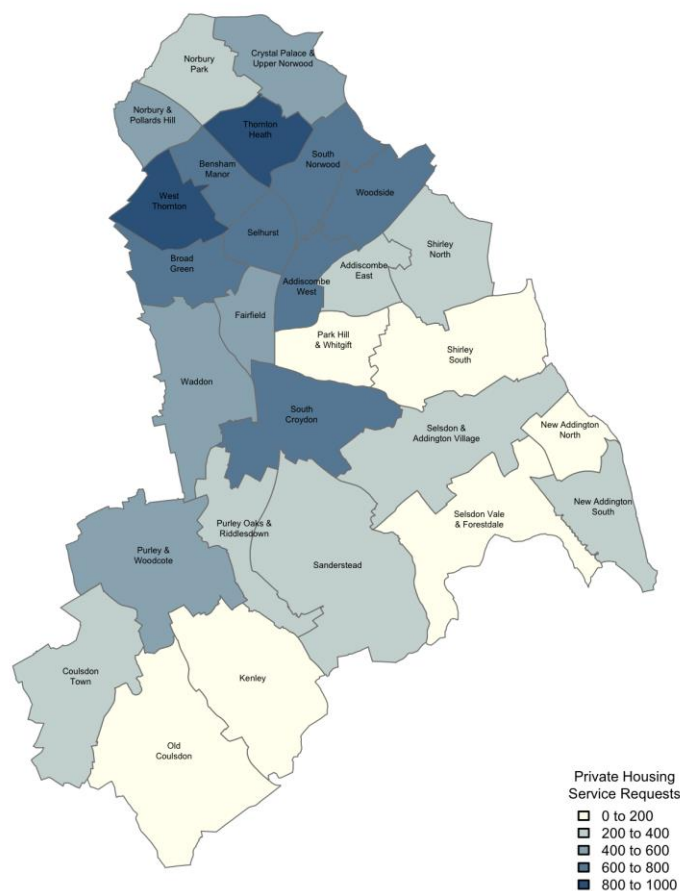 Norbury
Park
Crystal Palace &
Upper Norwood
Norbury &
Pollards Hill
Thornton
Heath
Bensham
Manor
South
Norwood
West
Thornton
Woodside
Selhurst
Broad
Green
Addiscombe
West
Addiscombe
East
Shirley
North
Fairfield
Park Hill
& Whitgift
Shirley
South
Waddon
South
Croydon
Selsdon &
Addington Village
New Addington
North
New Addington
South
Selsdon Vale
& Forestdale
Purley Oaks &
Riddlesdown
Sanderstead
Purley &
Woodcote
Coulsdon
Town
Kenley
Old
Coulsdon
Private Housing
Service Requests
0 to 200
200 to 400
400 to 600
600 to 800
800 to 1000